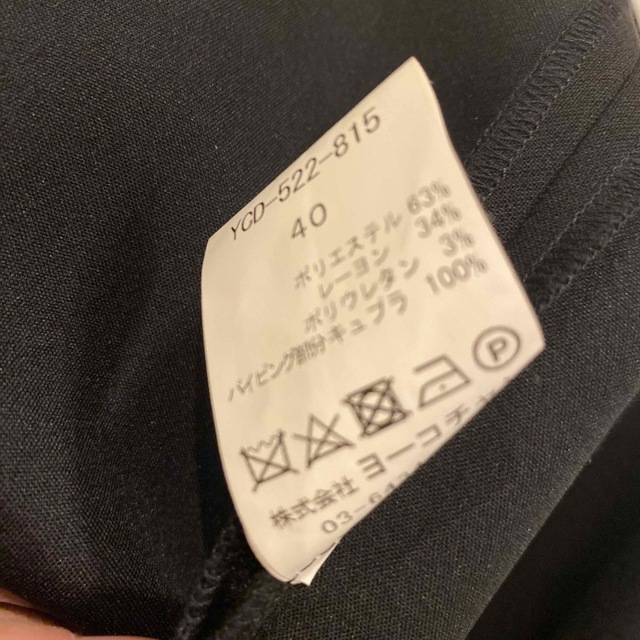 YCD-522-815
40
ポリエステル 63%
レーヨン 34%
ポリウレタン 3%
パイピング部分キュプラ 100%
P
株式会社 ヨーコチャ
03-6